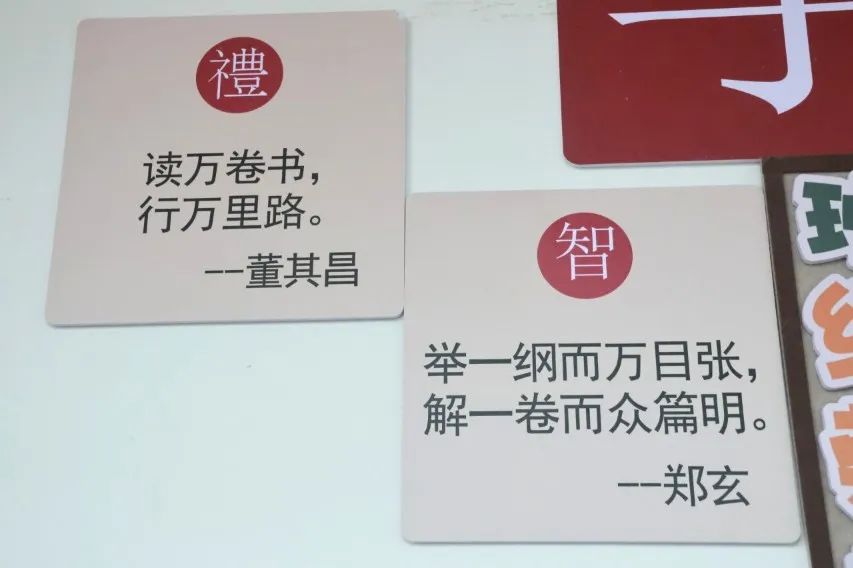 禮
读万卷书，
行万里路。
--董其昌
智
举一纲而万目张，
解一卷而众篇明。
--郑玄